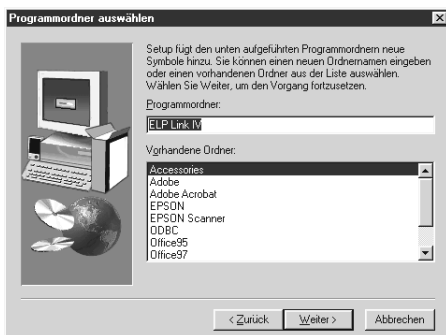 Programmordner auswählen
Setup fügt den unten aufgeführten Programmordnern neue
Symbole hinzu. Sie können einen neuen Ordnernamen eingeben
oder einen vorhandenen Ordner aus der Liste auswählen.
Wählen Sie Weiter, um den Vorgang fortzusetzen.
Programmordner:
ELP Link IV
Vorhandene Ordner:
Accessories
Adobe
Adobe Acrobat
EPSON
EPSON Scanner
ODBC
Office95
Office97
< Zurück
Weiter >
Abbrechen